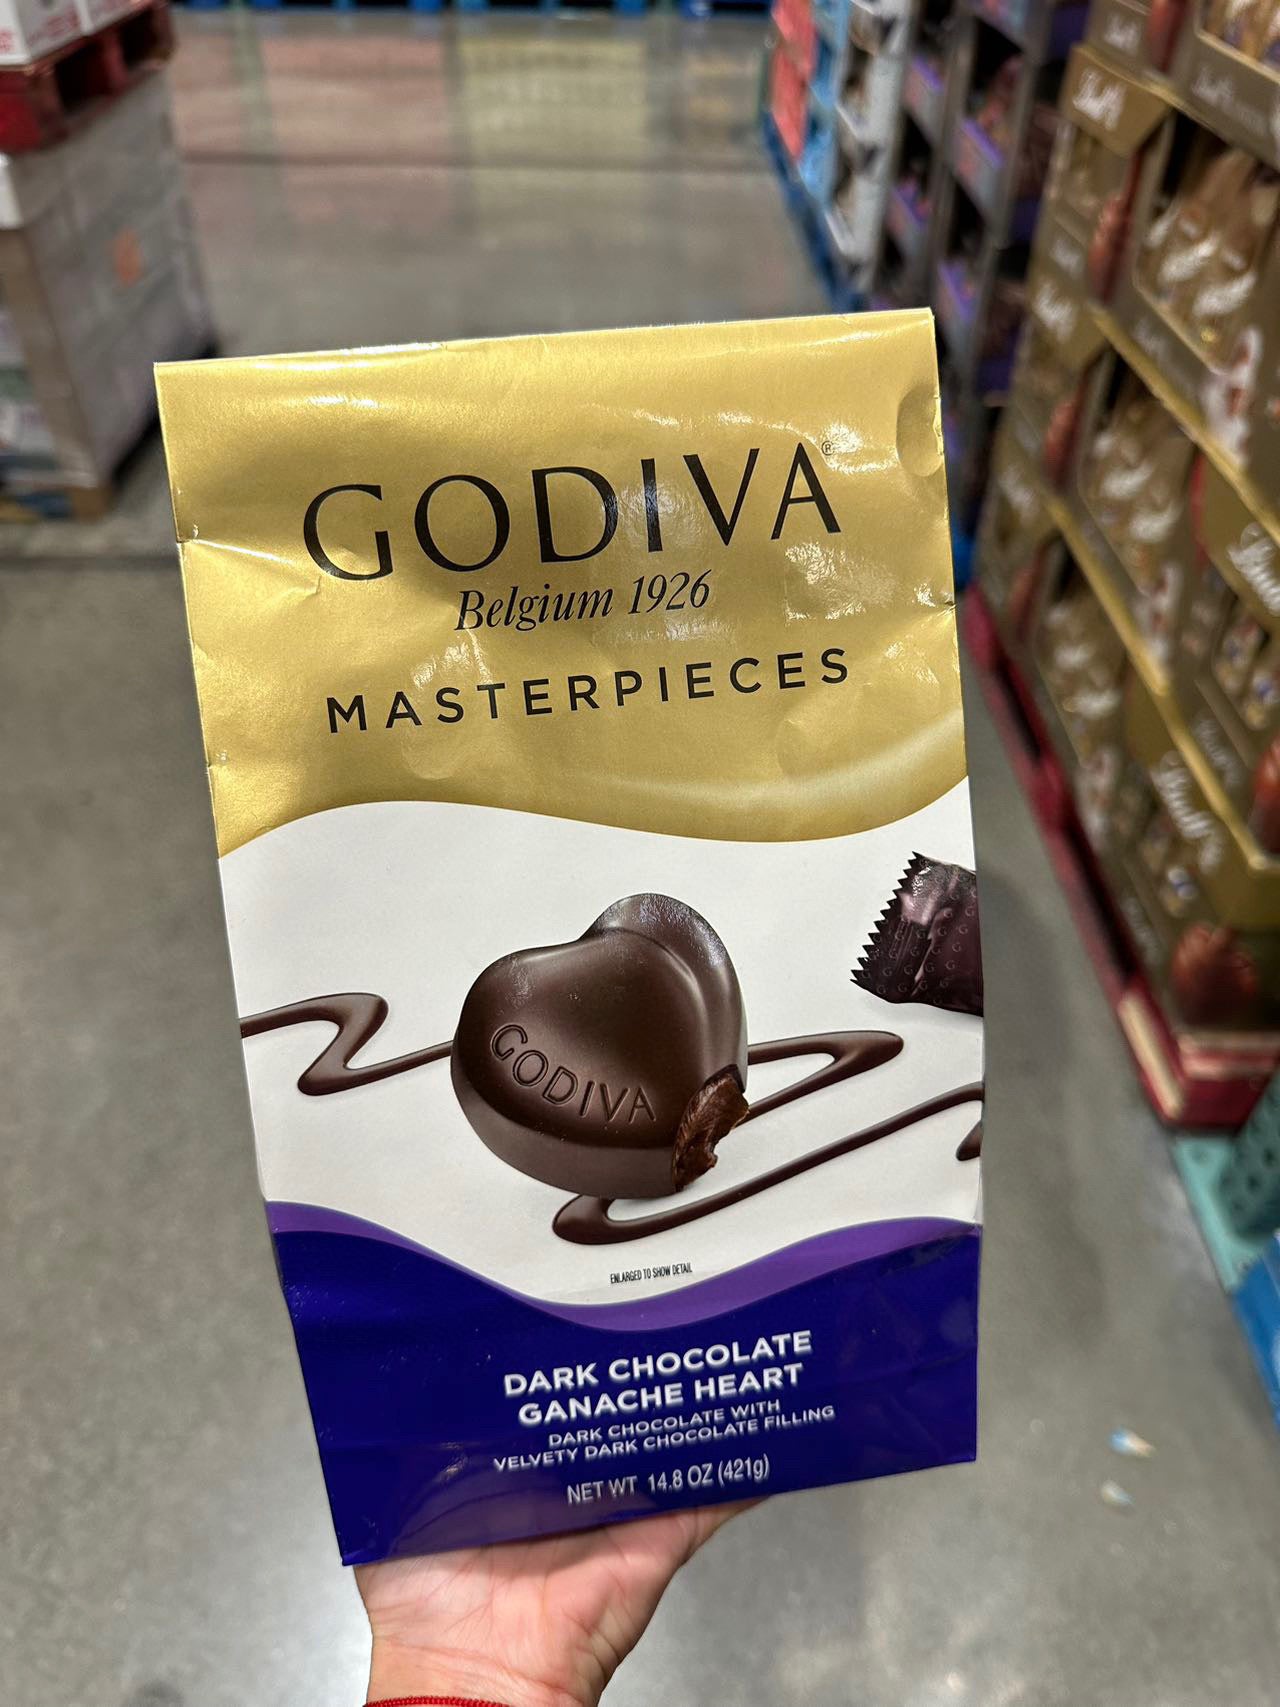 GODIVA®
Belgium 1926
MASTERPIECES
GODIVA
ENLARGED TO SHOW DETAIL
DARK CHOCOLATE
GANACHE HEART
DARK CHOCOLATE WITH
VELVETY DARK CHOCOLATE FILLING
NET WT 14.8 OZ (421g)
Lindt